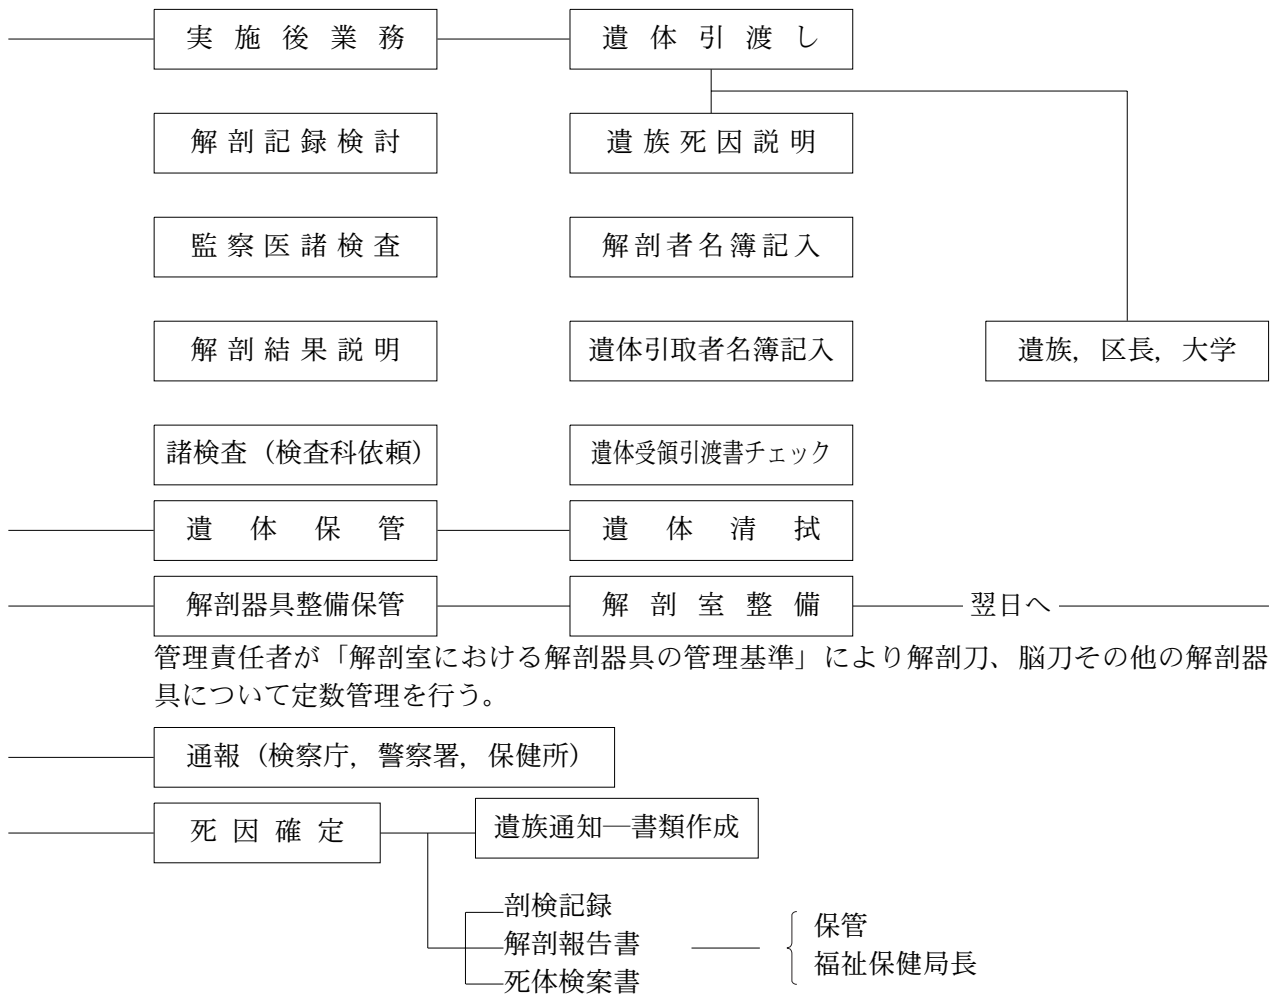 実施後業務
遺体引渡し
解剖記録検討
遺族死因説明
監察医諸検査
解剖者名簿記入
解剖結果説明
遺体引取者名簿記入
遺族，区長，大学
諸検査（検査科依頼）
遺体受領引渡書チェック
遺体保管
遺体清拭
解剖器具整備保管
解剖室整備
翌日へ
管理責任者が「解剖室における解剖器具の管理基準」により解剖刀、脳刀その他の解剖器
具について定数管理を行う。
通報（検察庁，警察署，保健所）
死因確定
遺族通知―書類作成
剖検記録
解剖報告書
死体検案書
保管
福祉保健局長